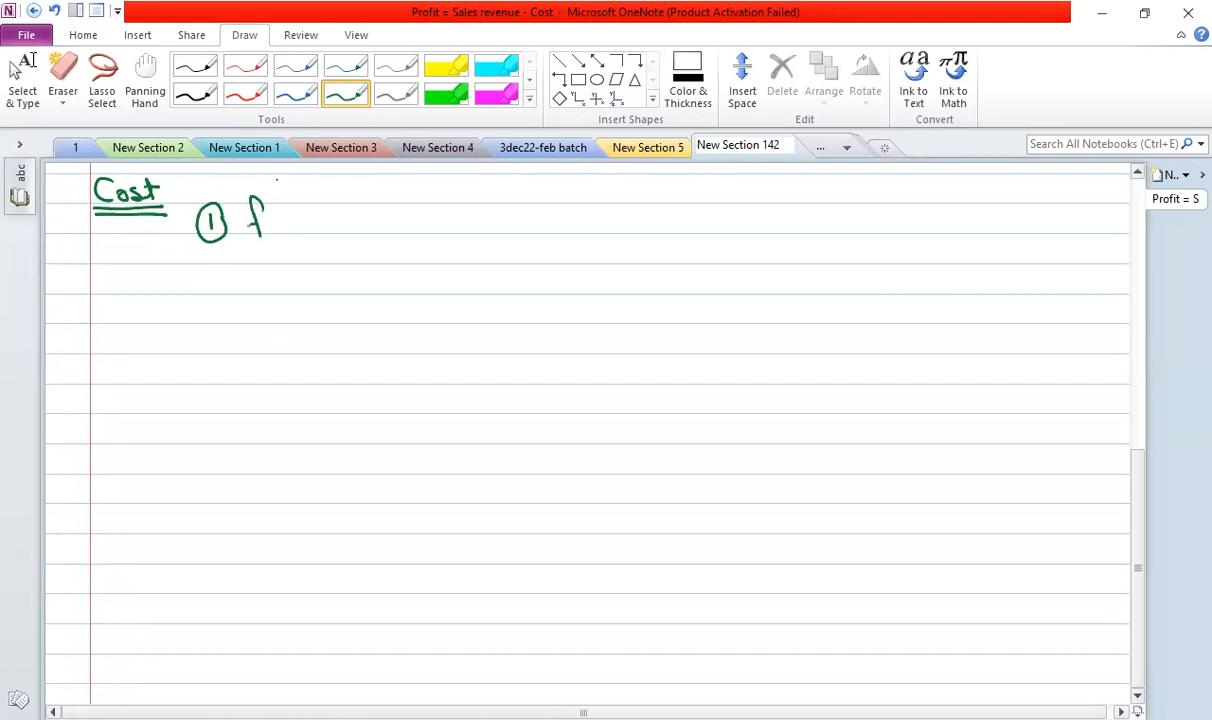 Profit = Sales revenue - Cost - Microsoft OneNote (Product Activation Failed)
File Home Insert Share Draw Review View
Select & Type Eraser Lasso Select Panning Hand Color & Thickness Insert Space Delete Arrange Rotate Ink to Text Ink to Math
Tools Insert Shapes Edit Convert
1 New Section 2 New Section 1 New Section 3 New Section 4 3dec22-feb batch New Section 5 New Section 142 ... Search All Notebooks (Ctrl+E)
abc
N..
Profit = S
Cost
① f